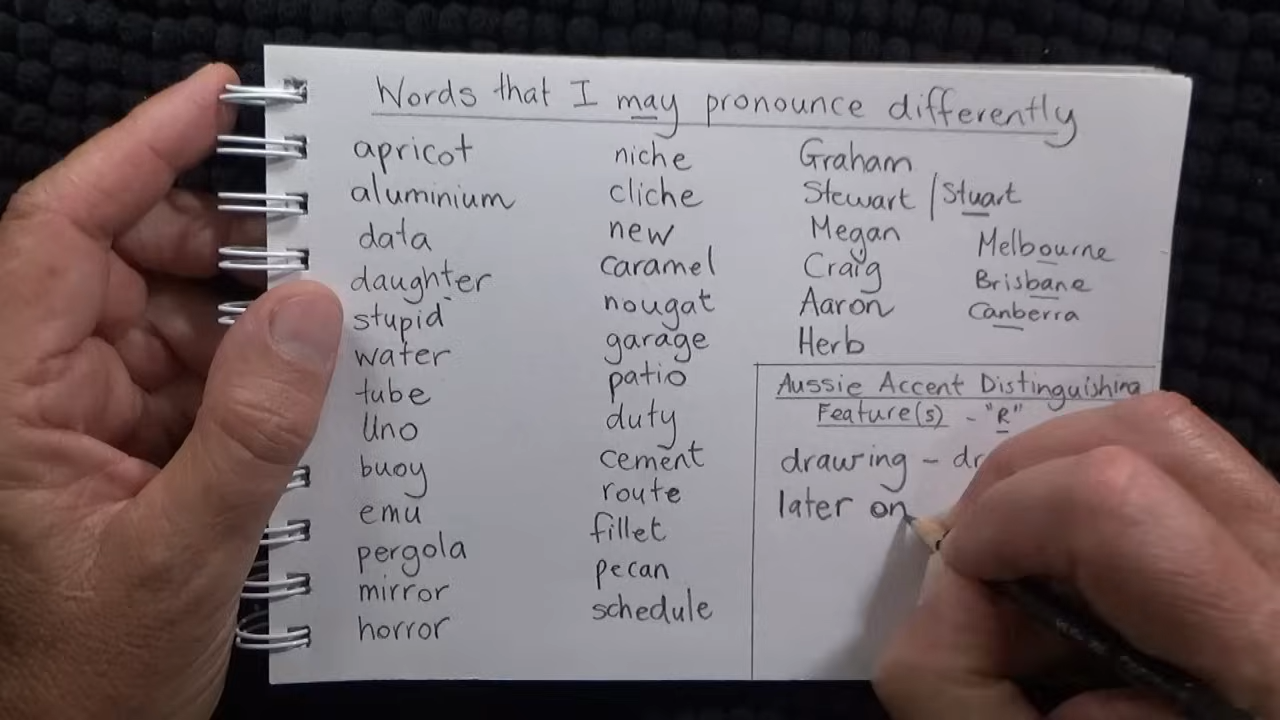 Words that I may pronounce differently
apricot
aluminium
data
daughter
stupid
water
tube
Uno
buoy
emu
pergola
mirror
horror
niche
cliche
new
caramel
nougat
garage
patio
duty
cement
route
fillet
pecan
schedule
Graham
Stewart / Stuart
Megan
Craig
Aaron
Herb
Melbourne
Brisbane
Canberra
Aussie Accent Distinguishing
Feature(s) - "R"
drawing - dr
later on